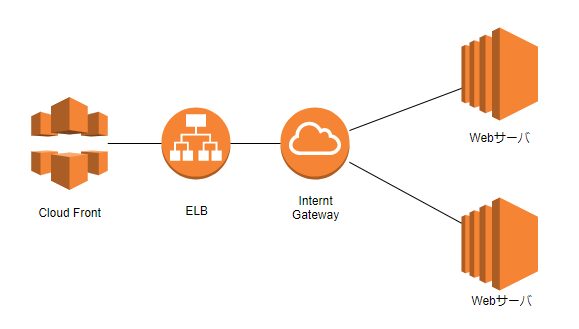 Cloud Front
ELB
Internt
Gateway
Webサーバ
Webサーバ